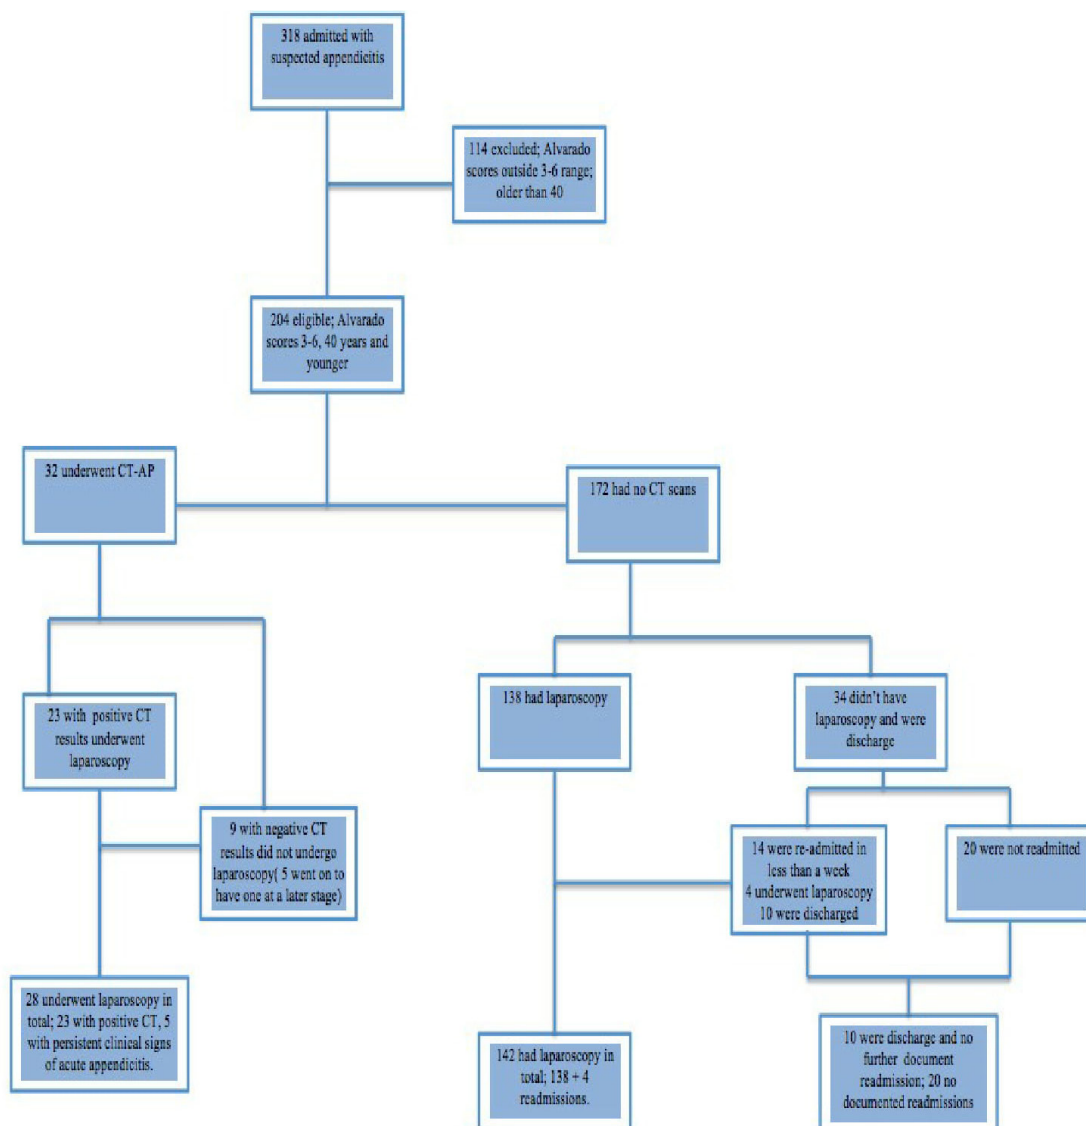 318 admitted with
suspected appendicitis
114 excluded; Alvarado
scores outside 3-6 range;
older than 40
204 eligible; Alvarado
scores 3-6, 40 years and
younger
32 underwent CT-AP
172 had no CT scans
23 with positive CT
results underwent
laparoscopy
9 with negative CT
results did not undergo
laparoscopy( 5 went on to
have one at a later stage)
28 underwent laparoscopy in
total; 23 with positive CT, 5
with persistent clinical signs
of acute appendicitis.
138 had laparoscopy
34 didn't have
laparoscopy and were
discharge
14 were re-admitted in
less than a week
4 underwent laparoscopy
10 were discharged
20 were not readmitted
142 had laparoscopy in
total; 138 + 4
readmissions.
10 were discharge and no
further document
readmission; 20 no
documented readmissions